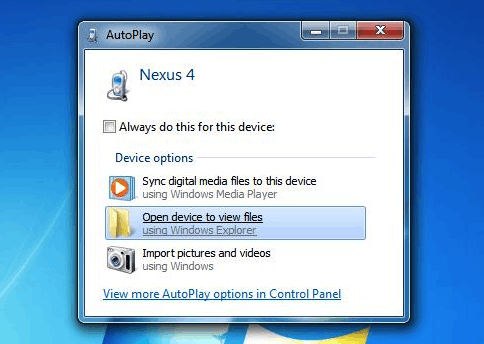 AutoPlay
Nexus 4
Always do this for this device:
Device options
Sync digital media files to this device
using Windows Media Player
Open device to view files
using Windows Explorer
Import pictures and videos
using Windows
View more AutoPlay options in Control Panel